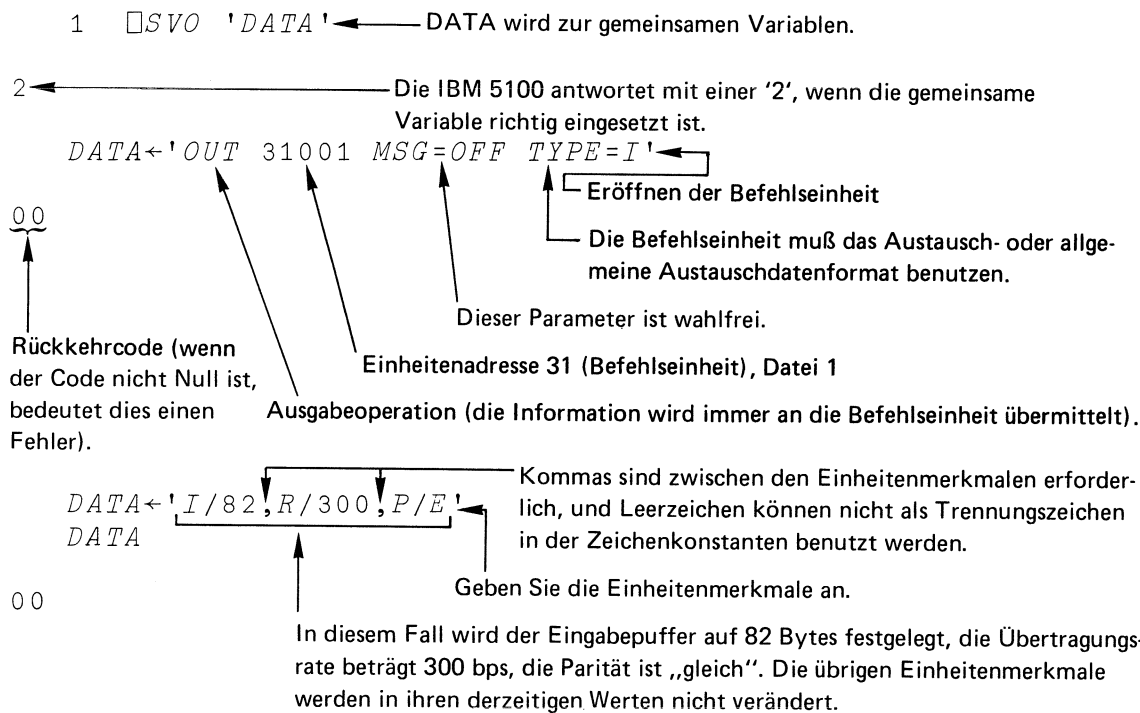 1 ⎕SVO 'DATA' DATA wird zur gemeinsamen Variablen.
2 Die IBM 5100 antwortet mit einer '2', wenn die gemeinsame
Variable richtig eingesetzt ist.
DATA←'OUT 31001 MSG=OFF TYPE=I'
Eröffnen der Befehlseinheit
00
Die Befehlseinheit muß das Austausch- oder allge-
meine Austauschdatenformat benutzen.
Dieser Parameter ist wahlfrei.
Rückkehrcode (wenn
der Code nicht Null ist,
bedeutet dies einen
Fehler).
Einheitenadresse 31 (Befehlseinheit), Datei 1
Ausgabeoperation (die Information wird immer an die Befehlseinheit übermittelt).
Kommas sind zwischen den Einheitenmerkmalen erforder-
lich, und Leerzeichen können nicht als Trennungszeichen
in der Zeichenkonstanten benutzt werden.
DATA←'I/82,R/300,P/E'
DATA
Geben Sie die Einheitenmerkmale an.
00
In diesem Fall wird der Eingabepuffer auf 82 Bytes festgelegt, die Übertragungs-
rate beträgt 300 bps, die Parität ist „gleich“. Die übrigen Einheitenmerkmale
werden in ihren derzeitigen Werten nicht verändert.